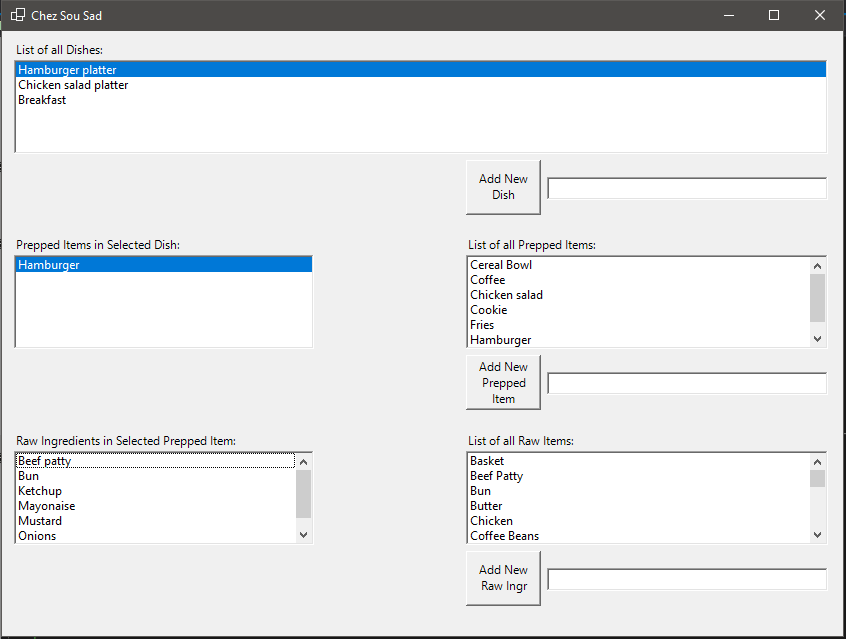 Chez Sou Sad
List of all Dishes:
Hamburger platter
Chicken salad platter
Breakfast
Add New
Dish
Prepped Items in Selected Dish:
Hamburger
List of all Prepped Items:
Cereal Bowl
Coffee
Chicken salad
Cookie
Fries
Hamburger
Add New
Prepped
Item
Raw Ingredients in Selected Prepped Item:
Beef patty
Bun
Ketchup
Mayonaise
Mustard
Onions
List of all Raw Items:
Basket
Beef Patty
Bun
Butter
Chicken
Coffee Beans
Add New
Raw Ingr